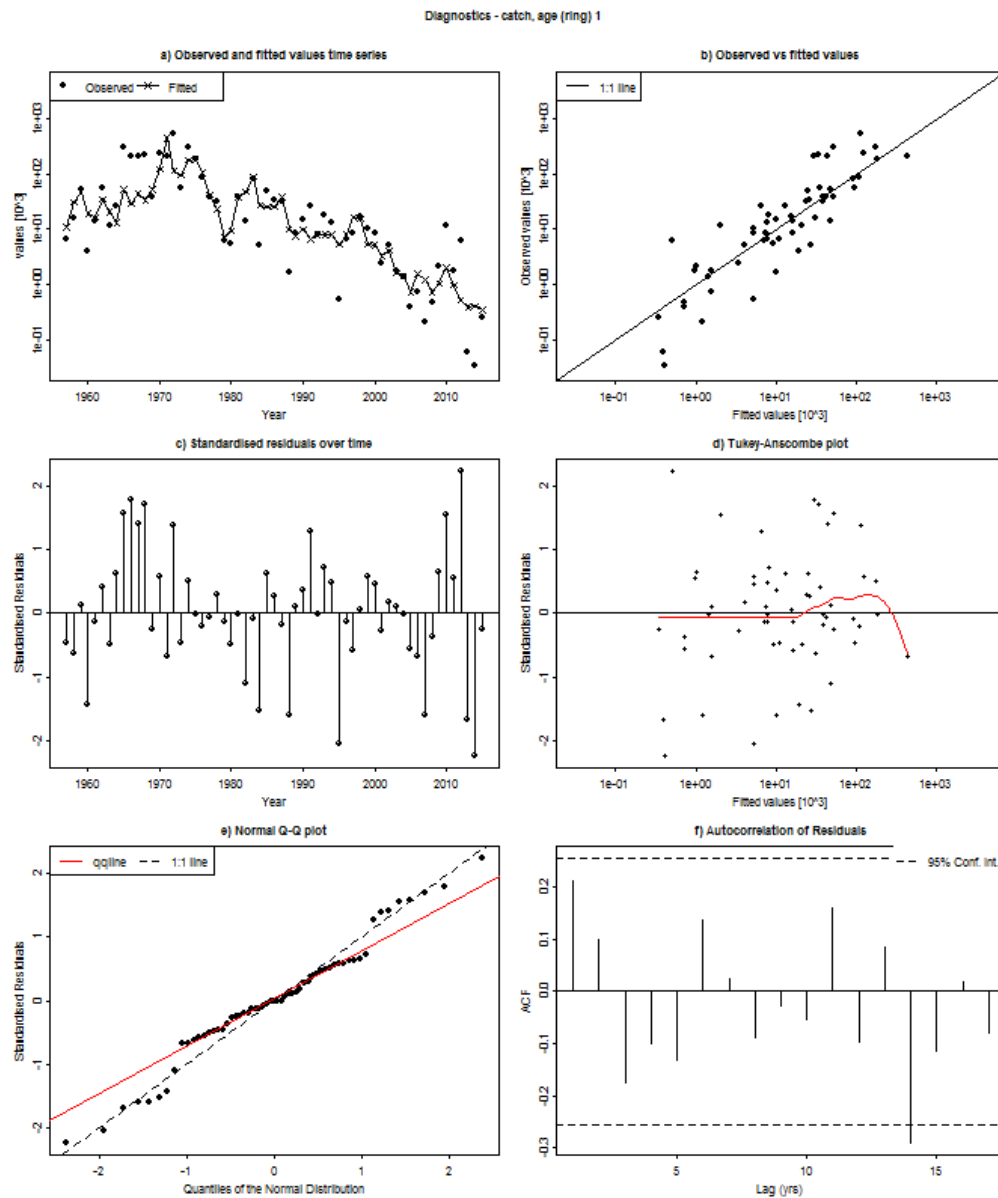 Diagnostics - catch, age (ring) 1
a) Observed and fitted values time series
Observed Fitted
values [10^3]
1e-01 1e+00 1e+01 1e+02 1e+03
1960 1970 1980 1990 2000 2010
Year
b) Observed vs fitted values
1:1 line
Observed values [10^3]
1e-01 1e+00 1e+01 1e+02 1e+03
1e-01 1e+00 1e+01 1e+02 1e+03
Fitted values [10^3]
c) Standardised residuals over time
Standardised Residuals
-2 -1 0 1 2
1960 1970 1980 1990 2000 2010
Year
d) Tukey-Anscombe plot
Standardised Residuals
-2 -1 0 1 2
1e-01 1e+00 1e+01 1e+02 1e+03
Fitted values [10^3]
e) Normal Q-Q plot
qqline 1:1 line
Standardised Residuals
-2 -1 0 1 2
-2 -1 0 1 2
Quantiles of the Normal Distribution
f) Autocorrelation of Residuals
95% Conf. Int.
ACF
-0.3 -0.2 -0.1 0.0 0.1 0.2
5 10 15
Lag (yrs)